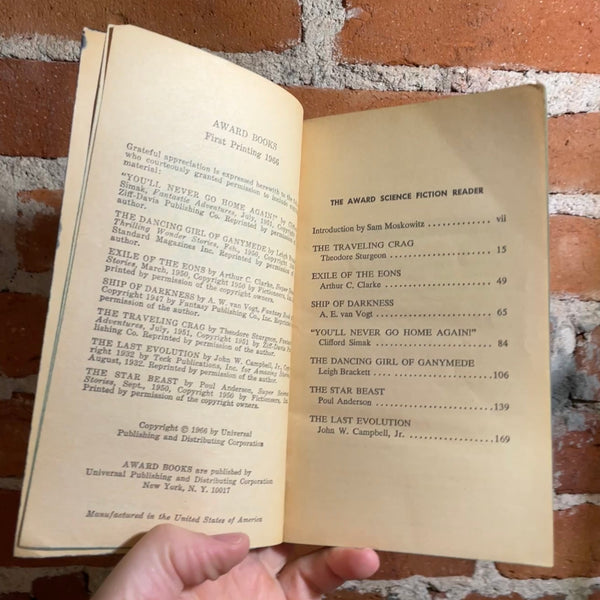 AWARD BOOKS
First Printing 1966
Grateful appreciation is expressed herewith to the
who courteously granted permission to include
material:
"YOU'LL NEVER GO HOME AGAIN!" by
Simak, Fantastic Adventures, July, 1951, Copyright
Ziff-Davis Publishing Co. Reprinted by permission of the
author.
THE DANCING GIRL OF GANYMEDE by Leigh
Thrilling Wonder Stories, Feb., 1950, Copyright
Standard Magazines Inc. Reprinted by permission of
author.
EXILE OF THE EONS by Arthur C. Clarke, Super
Stories, March, 1950, Copyright 1950 by Fictioneers, Inc.
printed by permission of the copyright owners.
SHIP OF DARKNESS by A. W. van Vogt, Fantasy Book
Copyright 1947 by Fantasy Publishing Co., Inc. Reprinted
permission of the author.
THE TRAVELING CRAG by Theodore Sturgeon,
Adventures, July, 1951, Copyright 1951 by Ziff-Davis
lishing Co. Reprinted by permission of the author.
THE LAST EVOLUTION by John W. Campbell, Jr.,
right 1932 by Teck Publications, Inc. for Amazing
August, 1932. Reprinted by permission of the author.
THE STAR BEAST by Poul Anderson, Super
Stories, Sept., 1950, Copyright 1950 by Fictioneers,
Printed by permission of the copyright owners.
Copyright © 1966 by Universal
Publishing and Distributing Corporation
AWARD BOOKS are published by
Universal Publishing and Distributing Corporation
New York, N. Y. 10017
Manufactured in the United States of America
THE AWARD SCIENCE FICTION READER
Introduction by Sam Moskowitz ............. vii
THE TRAVELING CRAG
Theodore Sturgeon .................... 15
EXILE OF THE EONS
Arthur C. Clarke ...................... 49
SHIP OF DARKNESS
A. E. van Vogt ........................ 65
"YOU'LL NEVER GO HOME AGAIN!"
Clifford Simak ......................... 84
THE DANCING GIRL OF GANYMEDE
Leigh Brackett ........................106
THE STAR BEAST
Poul Anderson .........................139
THE LAST EVOLUTION
John W. Campbell, Jr. ..................169